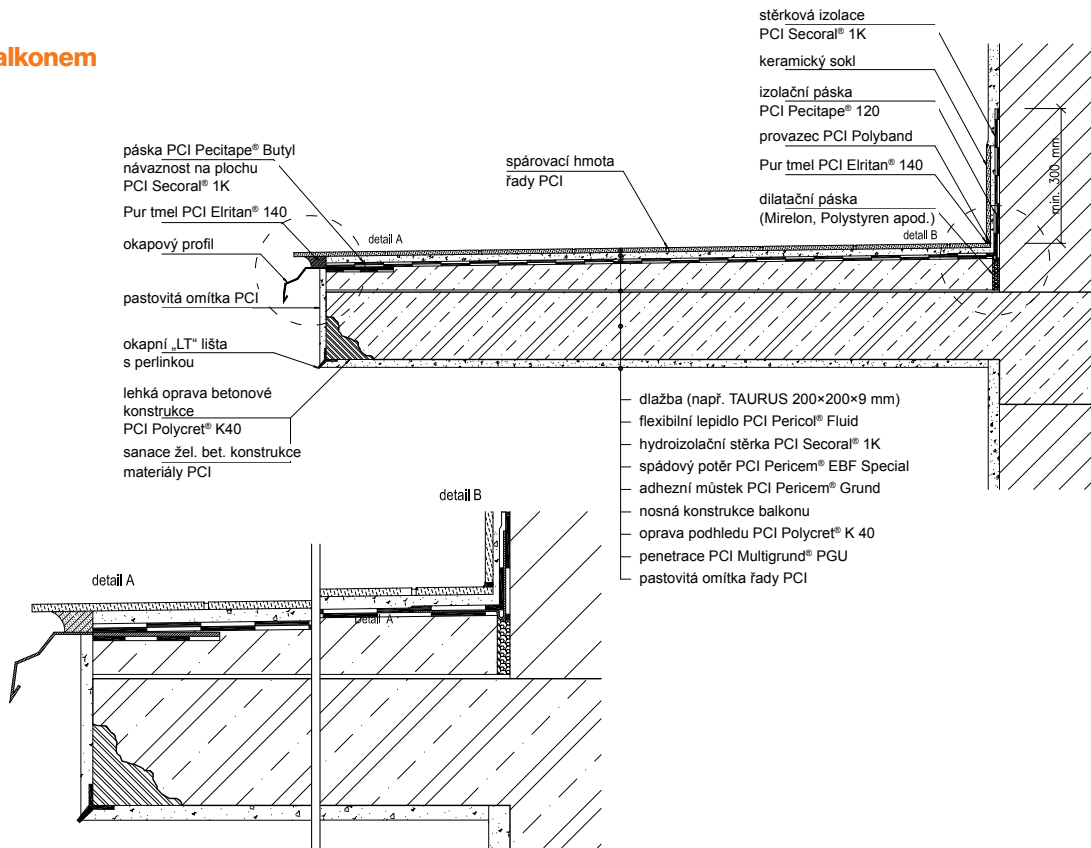 alkonem
stěrková izolace
PCI Secoral® 1K
keramický sokl
izolační páska
PCI Pecitape® 120
provazec PCI Polyband
Pur tmel PCI Elritan® 140
dilatační páska
(Mirelon, Polystyren apod.)
min. 300 mm
páska PCI Pecitape® Butyl
návaznost na plochu
PCI Secoral® 1K
Pur tmel PCI Elritan® 140
okapový profil
pastovitá omítka PCI
okapní „LT“ lišta
s perlinkou
lehká oprava betonové
konstrukce
PCI Polycret® K40
sanace žel. bet. konstrukce
materiály PCI
spárovací hmota
řady PCI
detail A
detail B
dlažba (např. TAURUS 200×200×9 mm)
flexibilní lepidlo PCI Pericol® Fluid
hydroizolační stěrka PCI Secoral® 1K
spádový potěr PCI Pericem® EBF Special
adhezní můstek PCI Pericem® Grund
nosná konstrukce balkonu
oprava podhledu PCI Polycret® K 40
penetrace PCI Multigrund® PGU
pastovitá omítka řady PCI
detail B
detail A
Detail A